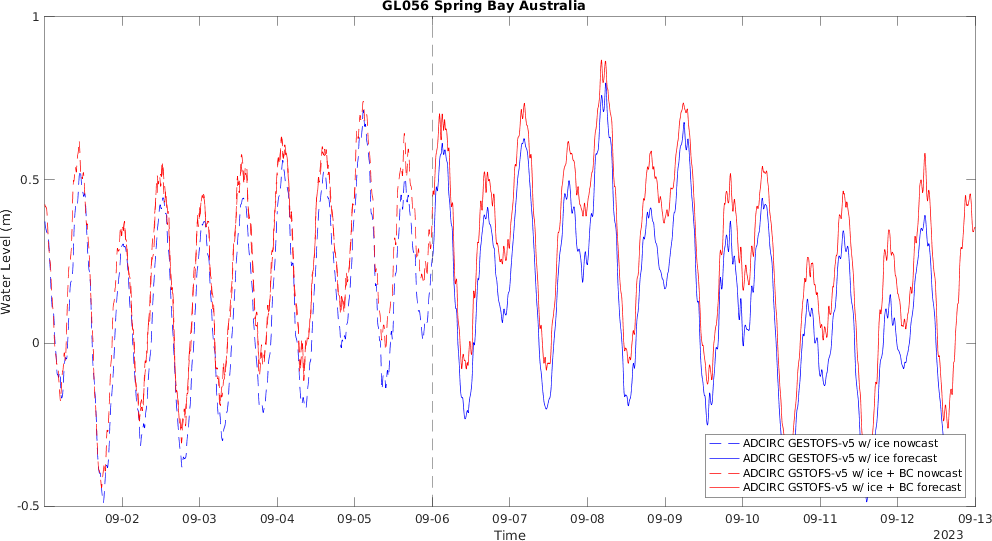 GL056 Spring Bay Australia
1
0.5
0
-0.5
Water Level (m)
ADCIRC GESTOFS-v5 w/ ice nowcast
ADCIRC GESTOFS-v5 w/ ice forecast
ADCIRC GSTOFS-v5 w/ ice + BC nowcast
ADCIRC GSTOFS-v5 w/ ice + BC forecast
09-02 09-03 09-04 09-05 09-06 09-07 09-08 09-09 09-10 09-11 09-12 09-13
Time
2023